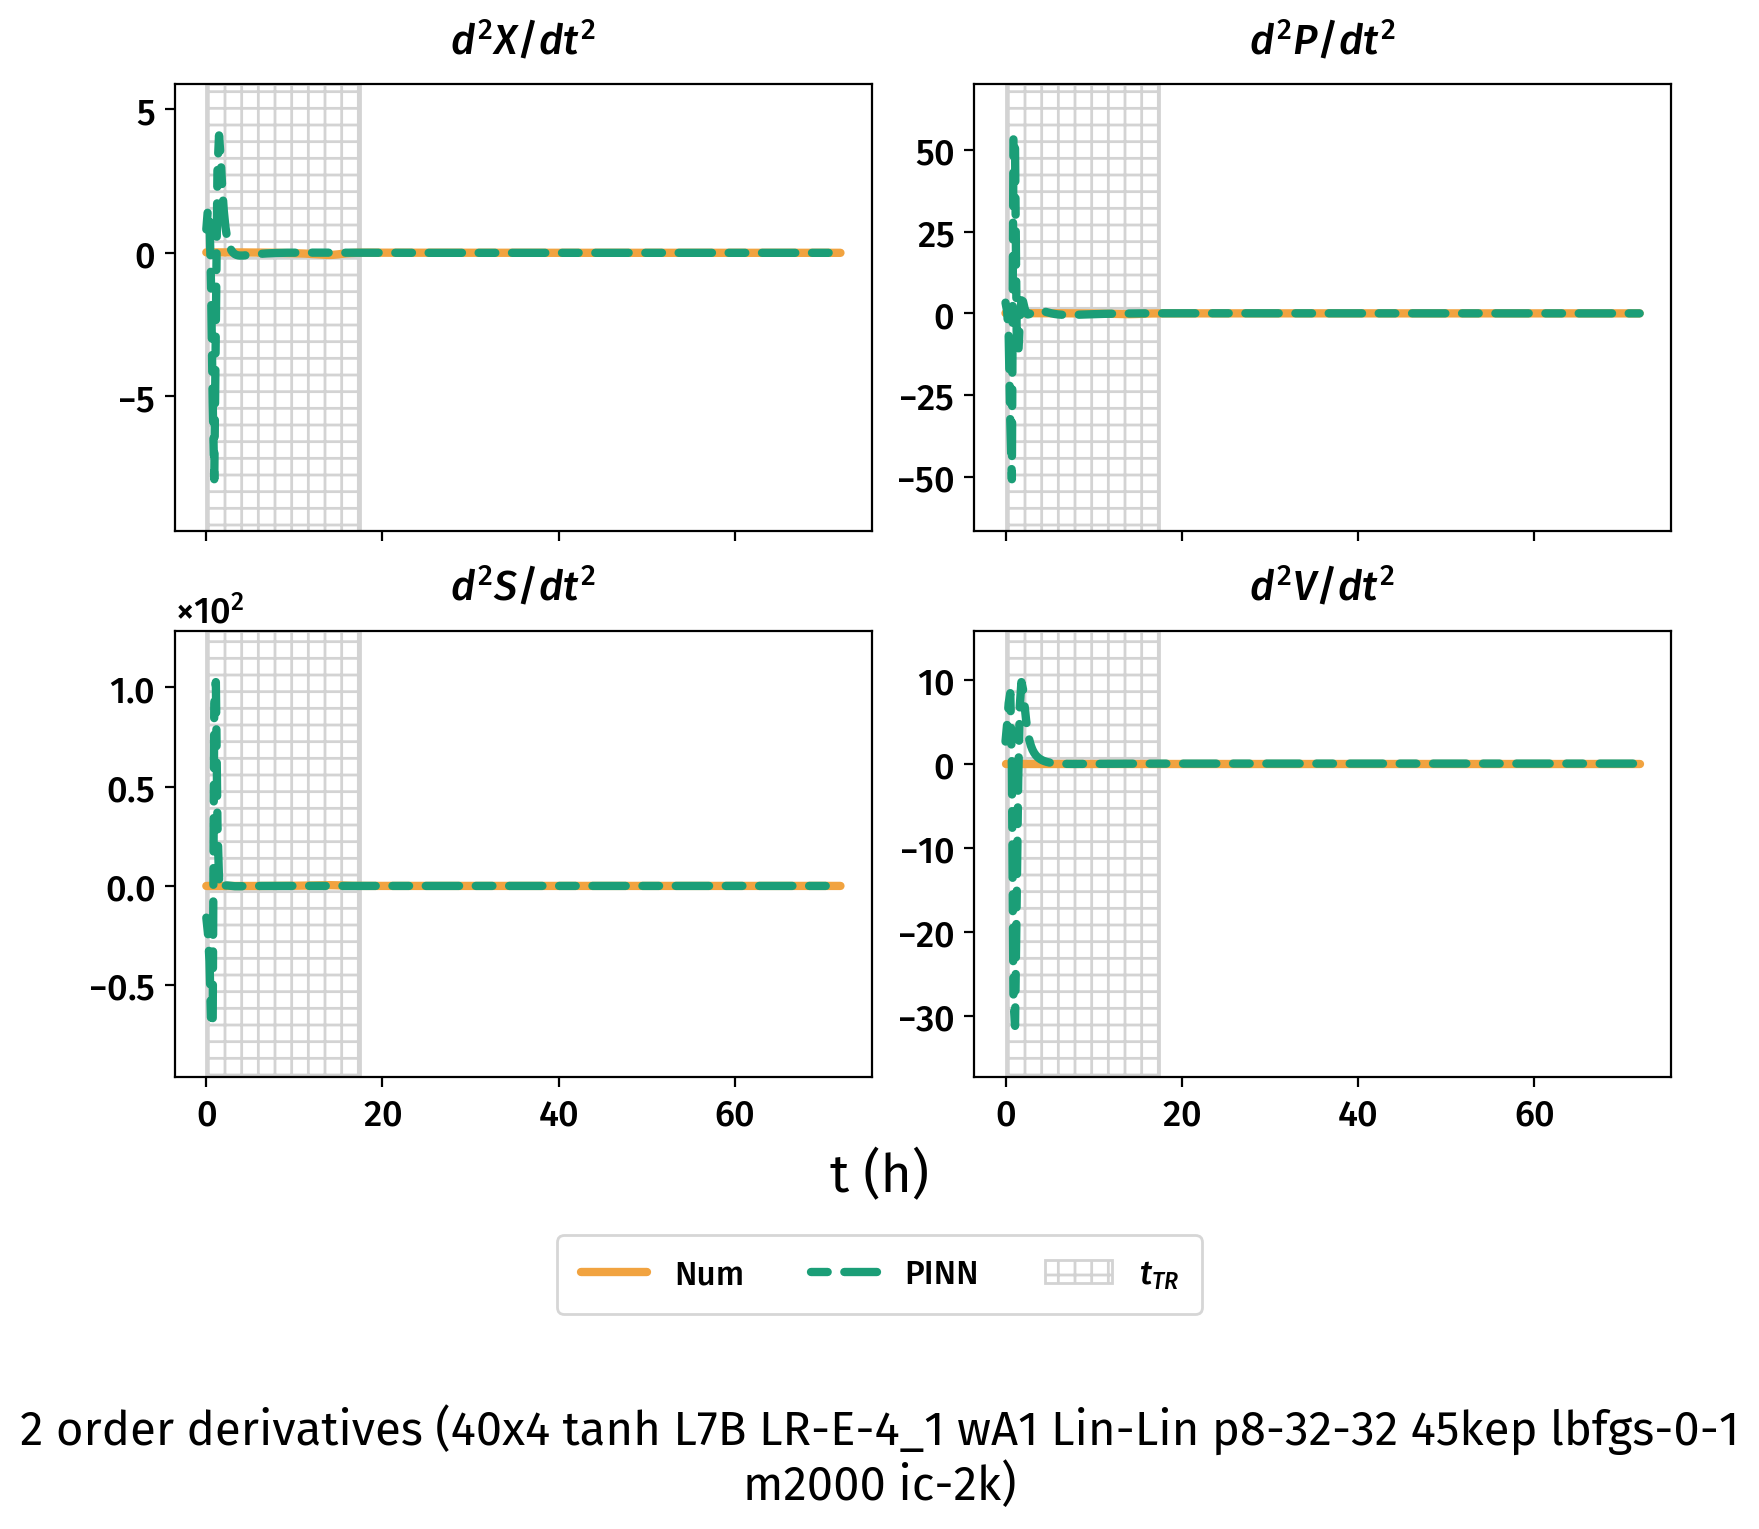 d²X/dt²
d²P/dt²
5
0
−5
50
25
0
−25
−50
d²S/dt²
d²V/dt²
×10²
1.0
0.5
0.0
−0.5
10
0
−10
−20
−30
0 20 40 60
0 20 40 60
t (h)
Num PINN t_TR
2 order derivatives (40x4 tanh L7B LR-E-4_1 wA1 Lin-Lin p8-32-32 45kep lbfgs-0-1
m2000 ic-2k)